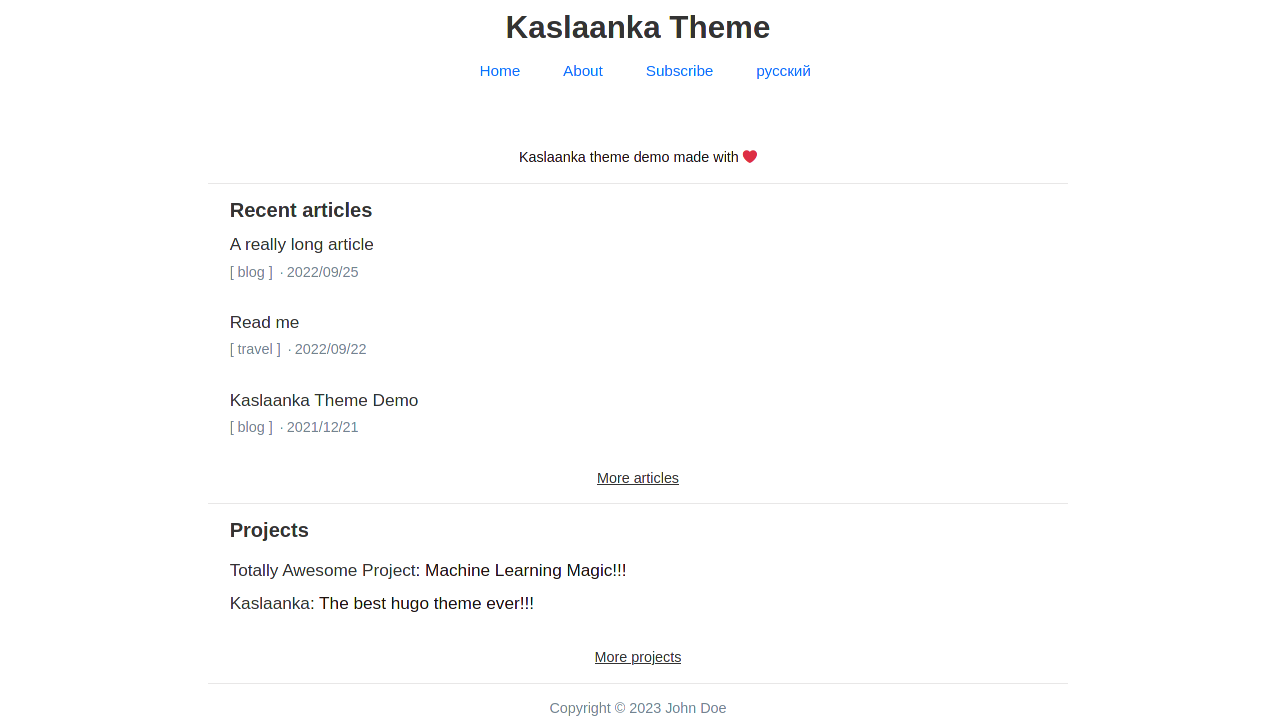 Kaslaanka Theme
Home About Subscribe русский
Kaslaanka theme demo made with ❤️
Recent articles
A really long article
[ blog ] · 2022/09/25
Read me
[ travel ] · 2022/09/22
Kaslaanka Theme Demo
[ blog ] · 2021/12/21
More articles
Projects
Totally Awesome Project: Machine Learning Magic!!!
Kaslaanka: The best hugo theme ever!!!
More projects
Copyright © 2023 John Doe